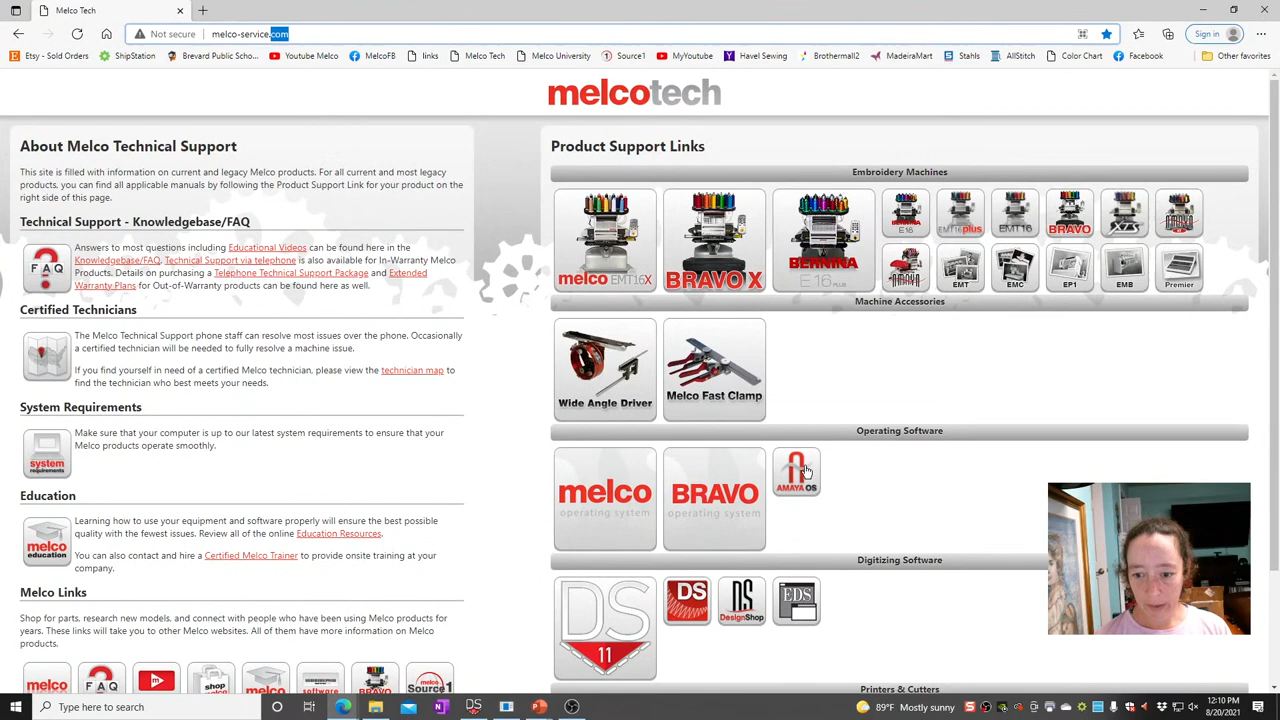 Melco Tech
Not secure
melco-service.com
Sign in
Etsy - Sold Orders
ShipStation
Brevard Public Scho...
Youtube Melco
MelcoFB
links
Melco Tech
Melco University
Source1
MyYoutube
Havel Sewing
Brothermall2
MadeiraMart
Stahls
AllStitch
Color Chart
Facebook
Other favorites
melcotech
About Melco Technical Support
This site is filled with information on current and legacy Melco products. For all current and most legacy
products, you can find all applicable manuals by following the Product Support Link for your product on the
right side of this page.
Technical Support - Knowledgebase/FAQ
FAQ
Answers to most questions including Educational Videos can be found here in the
Knowledgebase/FAQ. Technical Support via telephone is also available for In-Warranty Melco
Products. Details on purchasing a Telephone Technical Support Package and Extended
Warranty Plans for Out-of-Warranty products can be found here as well.
Certified Technicians
The Melco Technical Support phone staff can resolve most issues over the phone. Occasionally
a certified technician will be needed to fully resolve a machine issue.
If you find yourself in need of a certified Melco technician, please view the technician map to
find the technician who best meets your needs.
System Requirements
system
requirements
Make sure that your computer is up to our latest system requirements to ensure that your
Melco products operate smoothly.
Education
melco
education
Learning how to use your equipment and software properly will ensure the best possible
quality with the fewest issues. Review all of the online Education Resources.
You can also contact and hire a Certified Melco Trainer to provide onsite training at your
company.
Melco Links
Shop for parts, research new models, and connect with people who have been using Melco products for
years. These links will take you to other Melco websites. All of them have more information on Melco
products.
melco
FAQ
shop
melco
melco
software
BRAVO
melco
Source1
Product Support Links
Embroidery Machines
melco EMT16X
BRAVO X
BERNINA
E 16 PLUS
BERNINA
E16
EMT16 plus
EMT16
BRAVO
XTS
AMAYA
EMT
EMC
EP1
EMB
Premier
Machine Accessories
Wide Angle Driver
Melco Fast Clamp
Operating Software
melco
operating system
BRAVO
operating system
AMAYA OS
Digitizing Software
DS
11
DS
DS
DesignShop
EDS
Printers & Cutters
Type here to search
89°F Mostly sunny
12:10 PM
8/20/2021